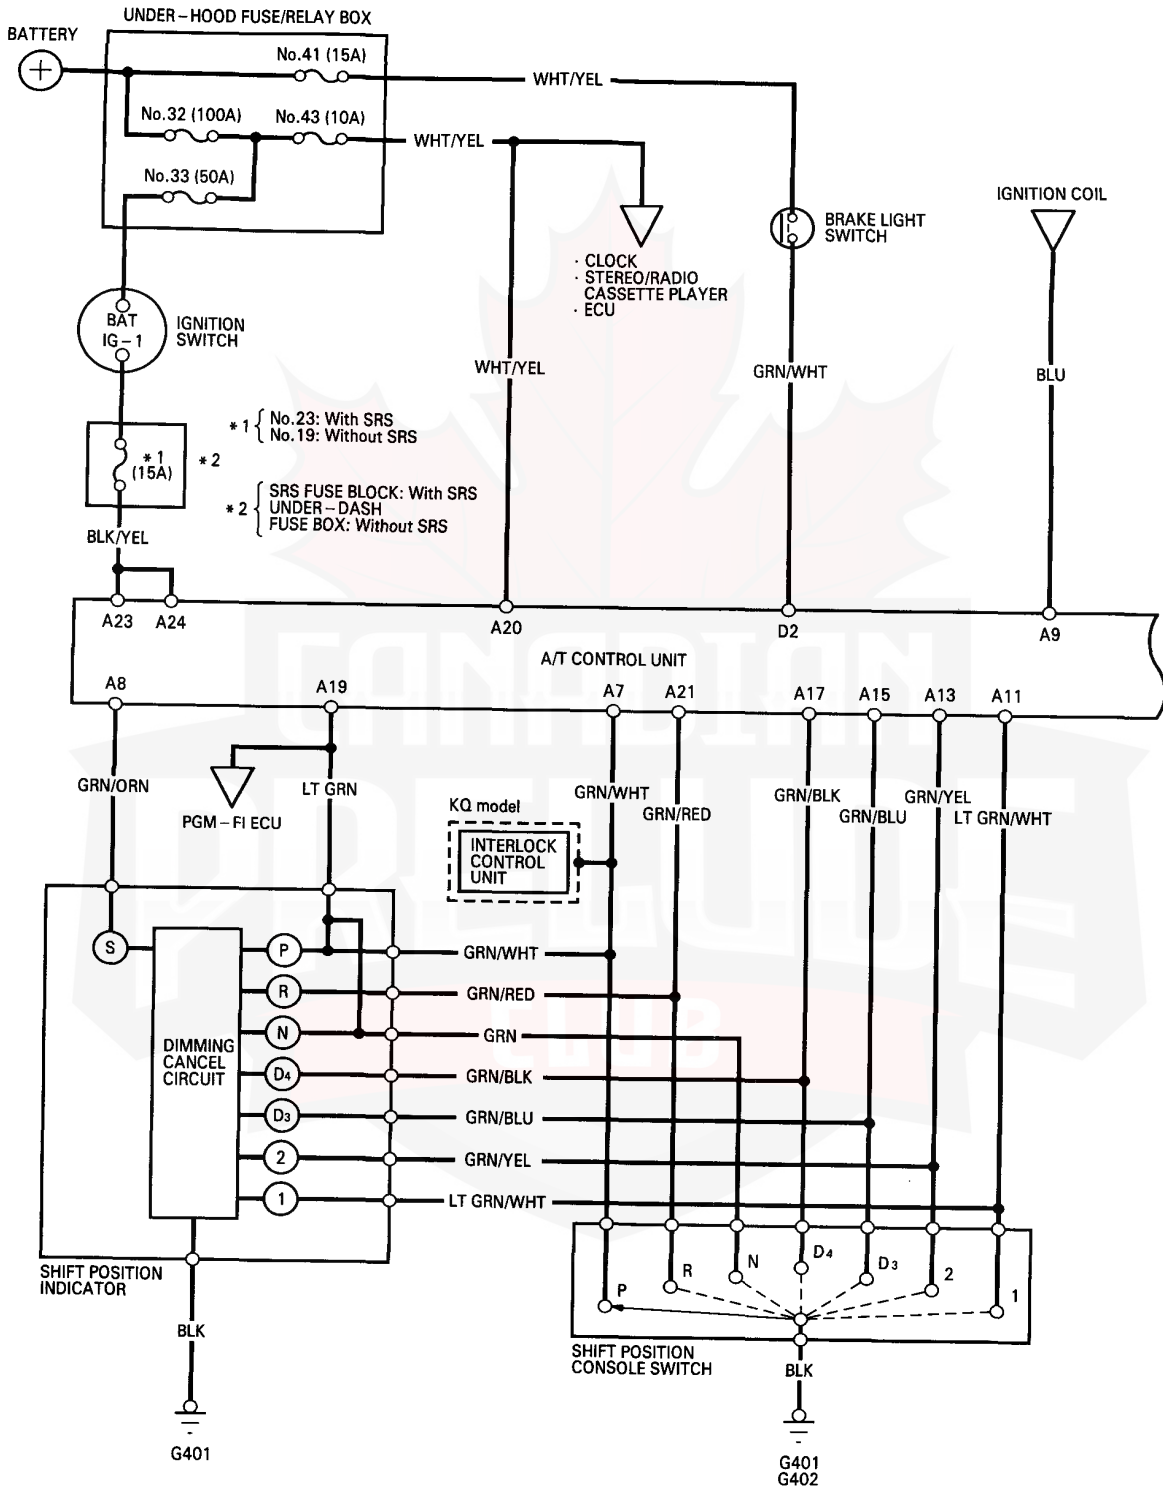 UNDER-HOOD FUSE/RELAY BOX
BATTERY
No.41 (15A)
WHT/YEL
No.32 (100A)
No.43 (10A)
WHT/YEL
No.33 (50A)
IGNITION COIL
BRAKE LIGHT
SWITCH
· CLOCK
· STEREO/RADIO
CASSETTE PLAYER
· ECU
BAT
IG-1
IGNITION
SWITCH
WHT/YEL
GRN/WHT
BLU
*1 { No.23: With SRS
No.19: Without SRS
*1
(15A)
*2
*2 { SRS FUSE BLOCK: With SRS
UNDER-DASH
FUSE BOX: Without SRS
BLK/YEL
A23 A24 A20 D2 A9
A/T CONTROL UNIT
CANADIAN
A8 A19 A7 A21 A17 A15 A13 A11
GRN/ORN
LT GRN
PGM-FI ECU
GRN/WHT
GRN/RED
GRN/BLK
GRN/BLU
GRN/YEL
LT GRN/WHT
PRELUDE
KQ model
INTERLOCK
CONTROL
UNIT
S
P
GRN/WHT
R
GRN/RED
CLUB
N
GRN
DIMMING
CANCEL
CIRCUIT
D4
GRN/BLK
D3
GRN/BLU
2
GRN/YEL
1
LT GRN/WHT
SHIFT POSITION
INDICATOR
P R N D4 D3 2 1
SHIFT POSITION
CONSOLE SWITCH
BLK
BLK
G401
G401
G402